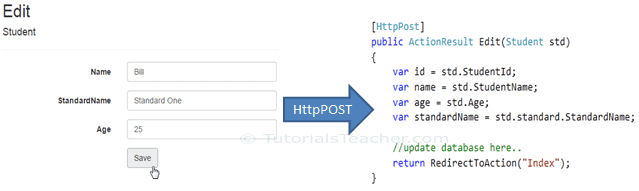 Edit
Student
Name
Bill
StandardName
Standard One
Age
25
Save
HttpPOST
[HttpPost]
public ActionResult Edit(Student std)
{
var id = std.StudentId;
var name = std.StudentName;
var age = std.Age;
var standardName = std.standard.StandardName;
//update database here..
return RedirectToAction("Index");
}
© TutorialsTeacher.com